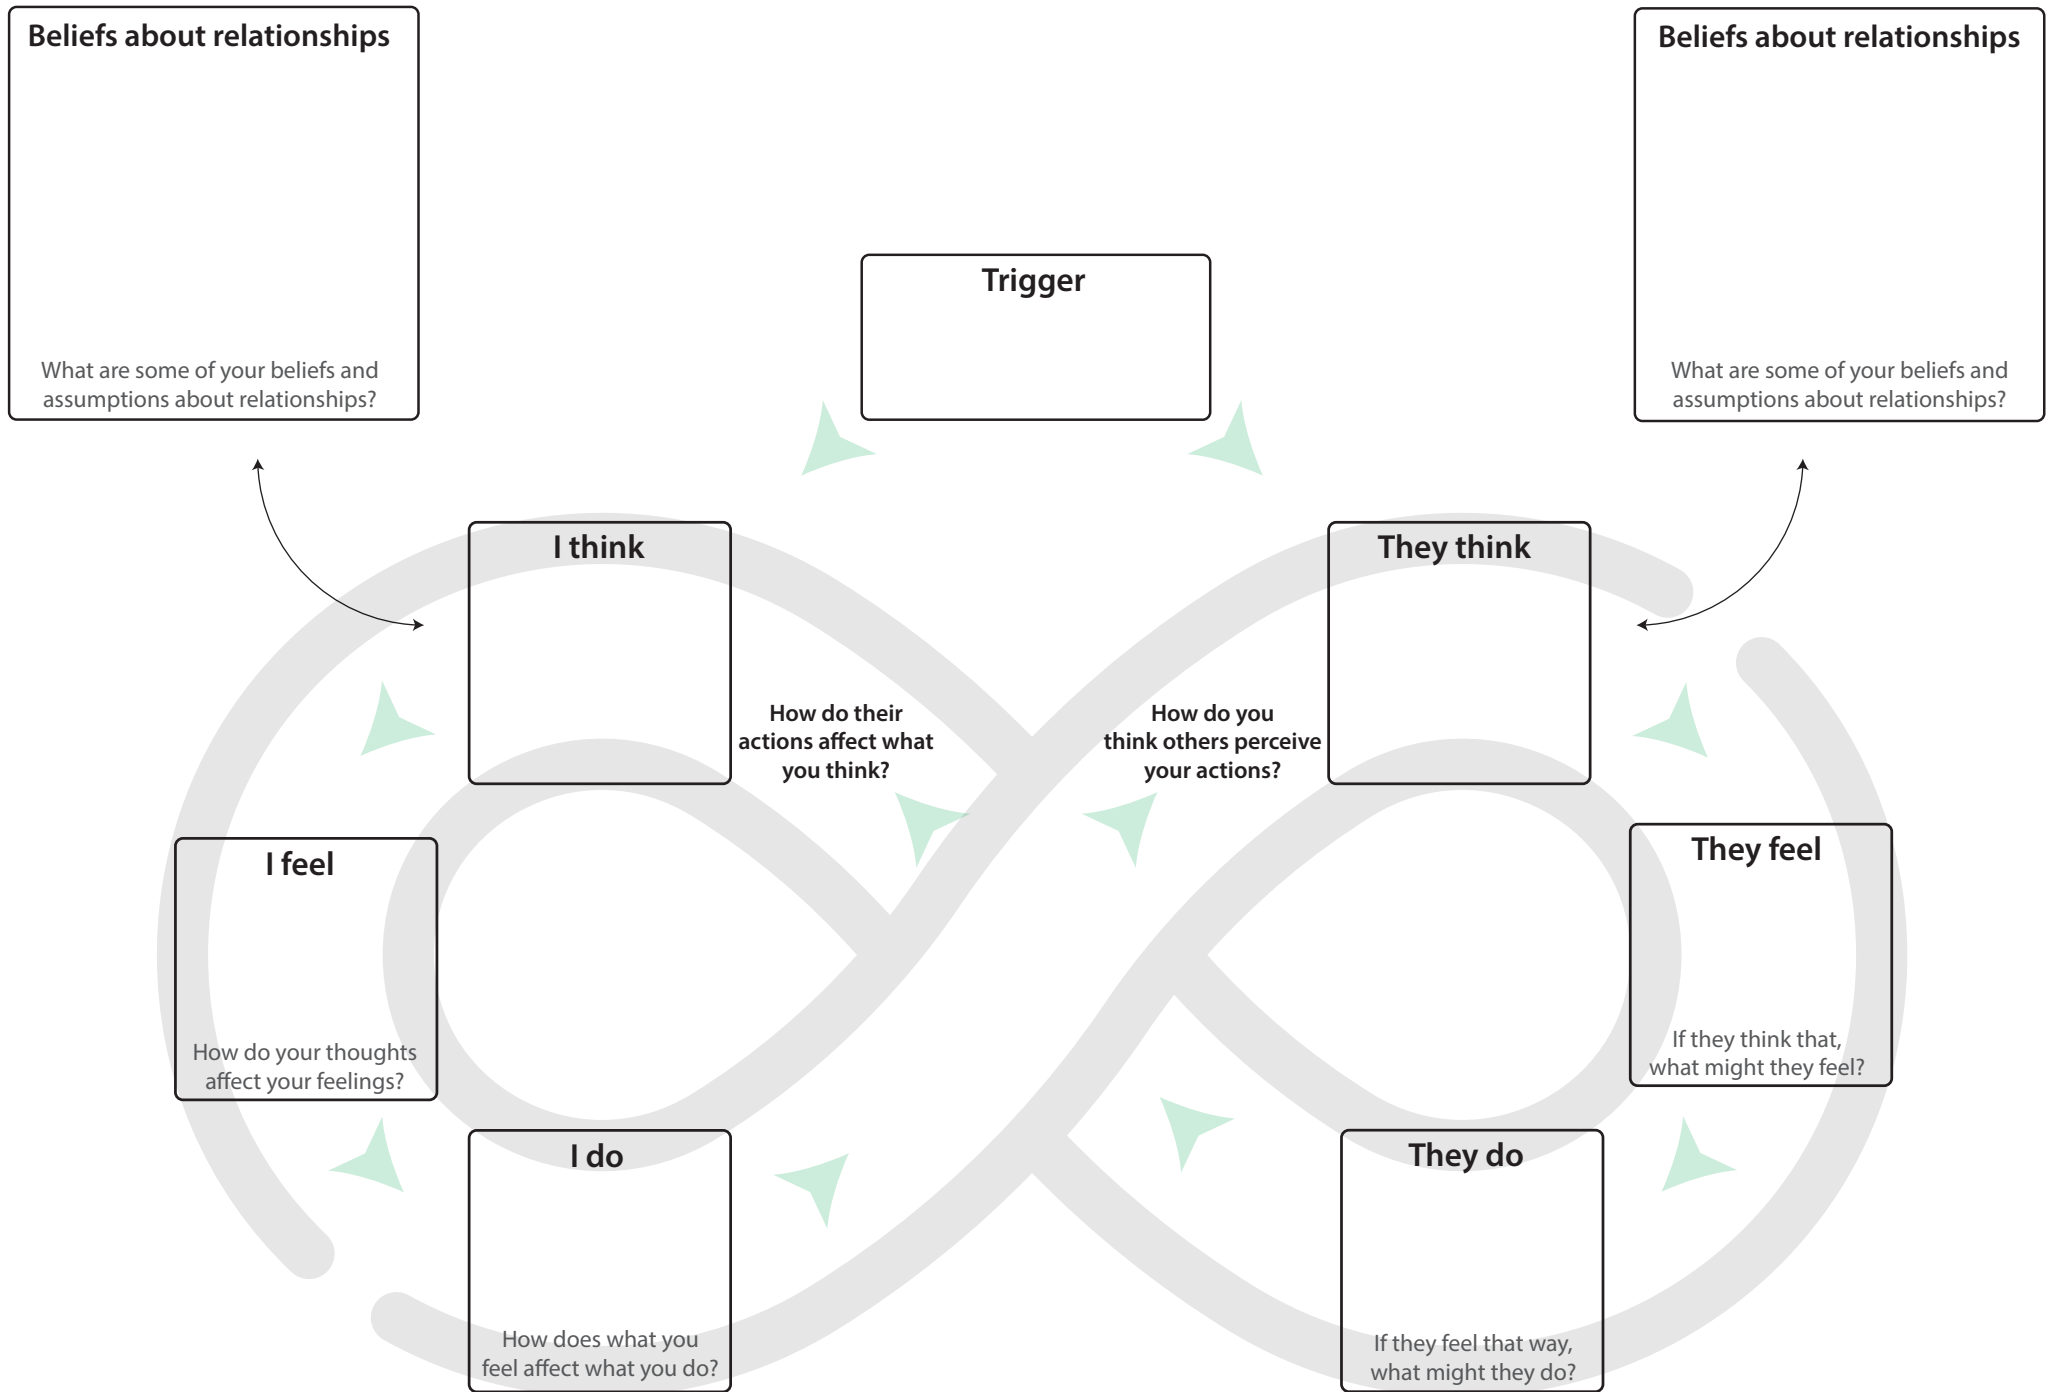 Beliefs about relationships
What are some of your beliefs and
assumptions about relationships?
Trigger
Beliefs about relationships
What are some of your beliefs and
assumptions about relationships?
I think
How do their
actions affect what
you think?
How do you
think others perceive
your actions?
They think
I feel
How do your thoughts
affect your feelings?
They feel
If they think that,
what might they feel?
I do
How does what you
feel affect what you do?
They do
If they feel that way,
what might they do?